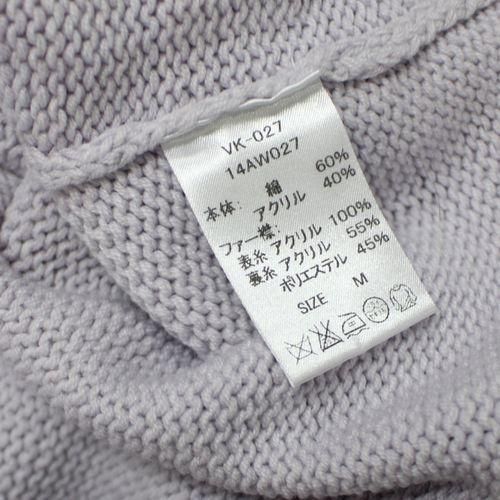 VK-027
14AW027
本体: 綿 60%
アクリル 40%
ファー襟:
表糸 アクリル 100%
裏糸 アクリル 55%
ポリエステル 45%
SIZE M